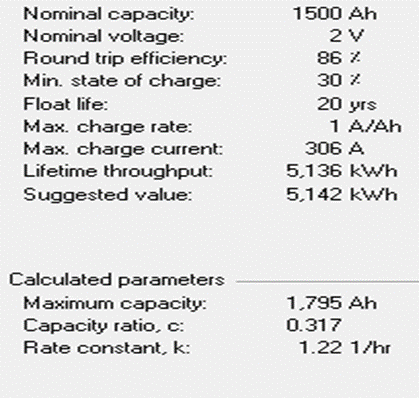 Nominal capacity: 1500 Ah
Nominal voltage: 2 V
Round trip efficiency: 86 %
Min. state of charge: 30 %
Float life: 20 yrs
Max. charge rate: 1 A/Ah
Max. charge current: 306 A
Lifetime throughput: 5,136 kWh
Suggested value: 5,142 kWh
Calculated parameters
Maximum capacity: 1,795 Ah
Capacity ratio, c: 0.317
Rate constant, k: 1.22 1/hr